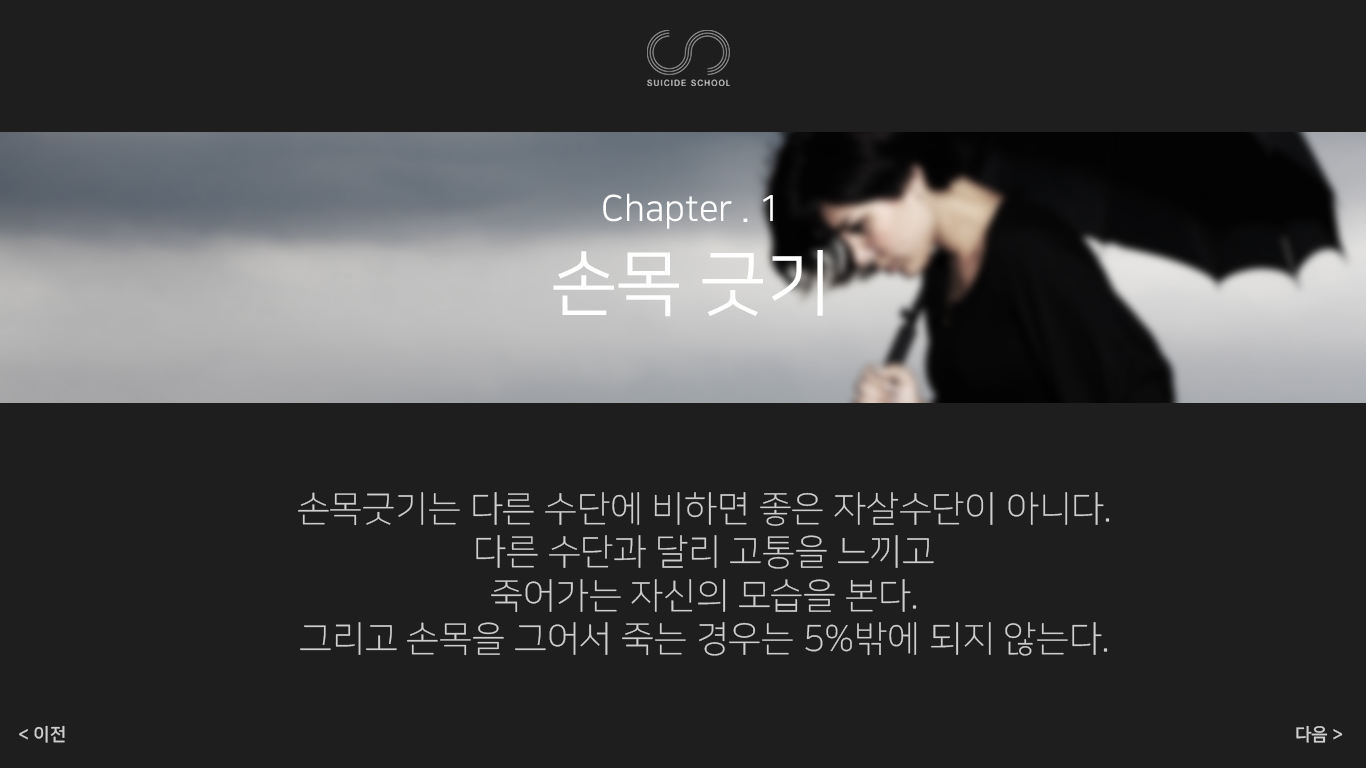 SUICIDE SCHOOL
Chapter . 1
손목 긋기
손목긋기는 다른 수단에 비하면 좋은 자살수단이 아니다.
다른 수단과 달리 고통을 느끼고
죽어가는 자신의 모습을 본다.
그리고 손목을 그어서 죽는 경우는 5%밖에 되지 않는다.
< 이전
다음 >